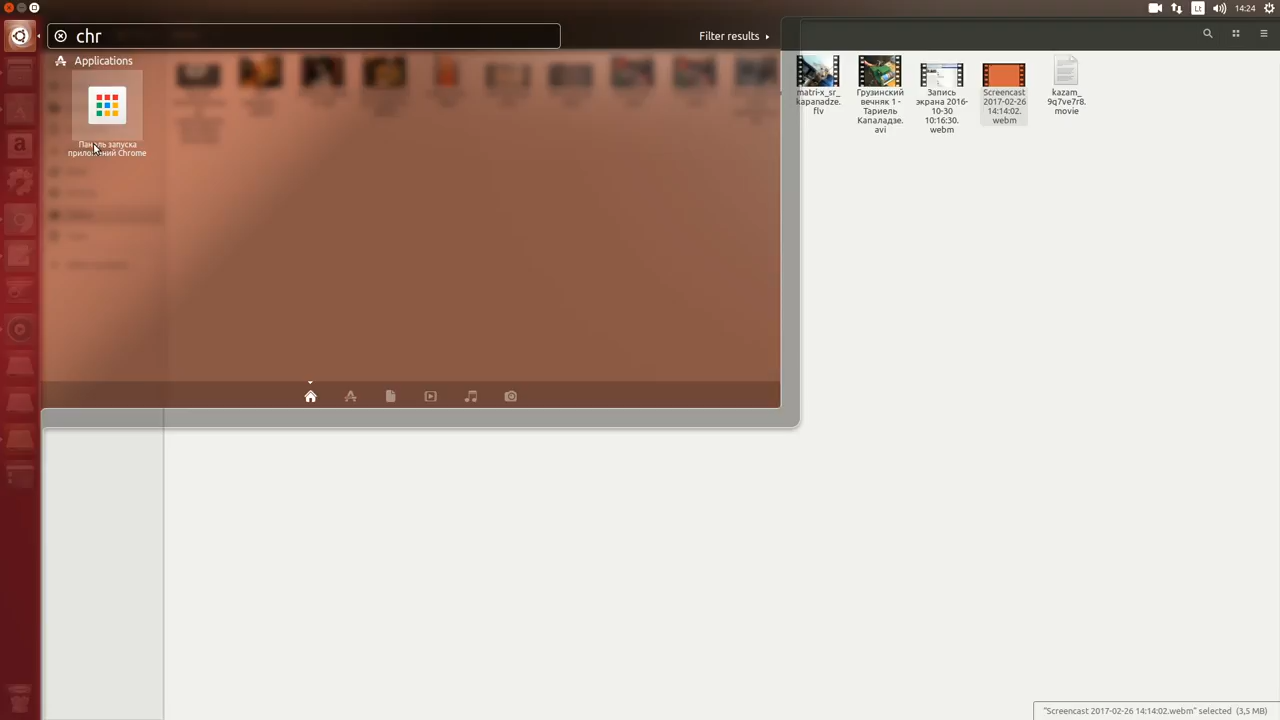 Lt
14:24
chr
Filter results
Applications
Панель запуска
приложений Chrome
matri-x_sr_
kapanadze.
flv
Грузинский
вечняк 1 -
Тариель
Капаладзе.
avi
Запись
экрана 2016-
10-30
10:16:30.
webm
Screencast
2017-02-26
14:14:02.
webm
kazam_
9q7ve7r8.
movie
"Screencast 2017-02-26 14:14:02.webm" selected (3,5 MB)